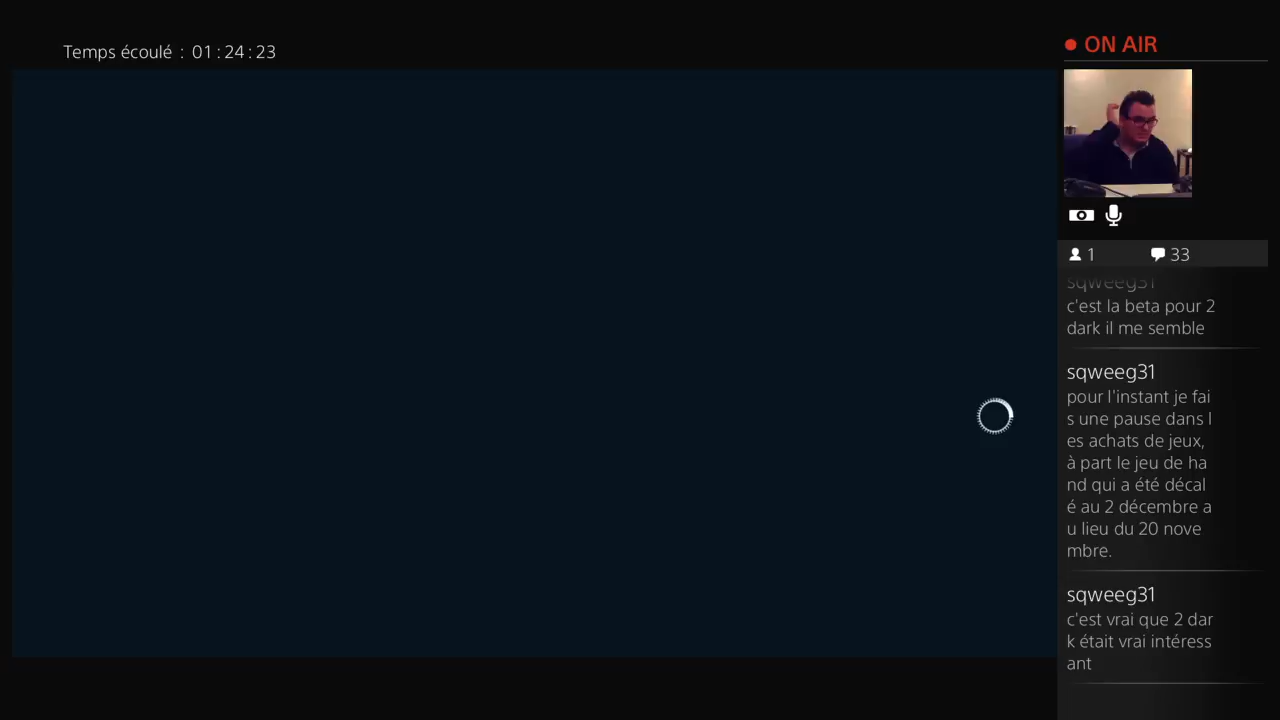 Temps écoulé : 01:24:23
ON AIR
1
33
sqweeg31
c'est la beta pour 2
dark il me semble
sqweeg31
pour l'instant je fai
s une pause dans l
es achats de jeux,
à part le jeu de ha
nd qui a été décal
é au 2 décembre a
u lieu du 20 nove
mbre.
sqweeg31
c'est vrai que 2 dar
k était vrai intéress
ant